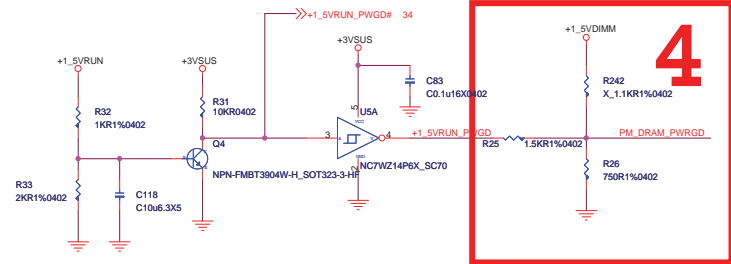 +1_5VRUN_PWGD# 34
4
+1_5VDIMM
+1_5VRUN
+3VSUS
+3VSUS
C83
C0.1u16X0402
R242
X_1.1KR1%0402
R31
10KR0402
R32
1KR1%0402
5
VCC
U5A
3
A
Y
4
+1_5VRUN_PWGD
PM_DRAM_PWRGD
R25
1.5KR1%0402
Q4
GND
2
NC7WZ14P6X_SC70
NPN-FMBT3904W-H_SOT323-3-HF
R26
750R1%0402
R33
2KR1%0402
C118
C10u6.3X5